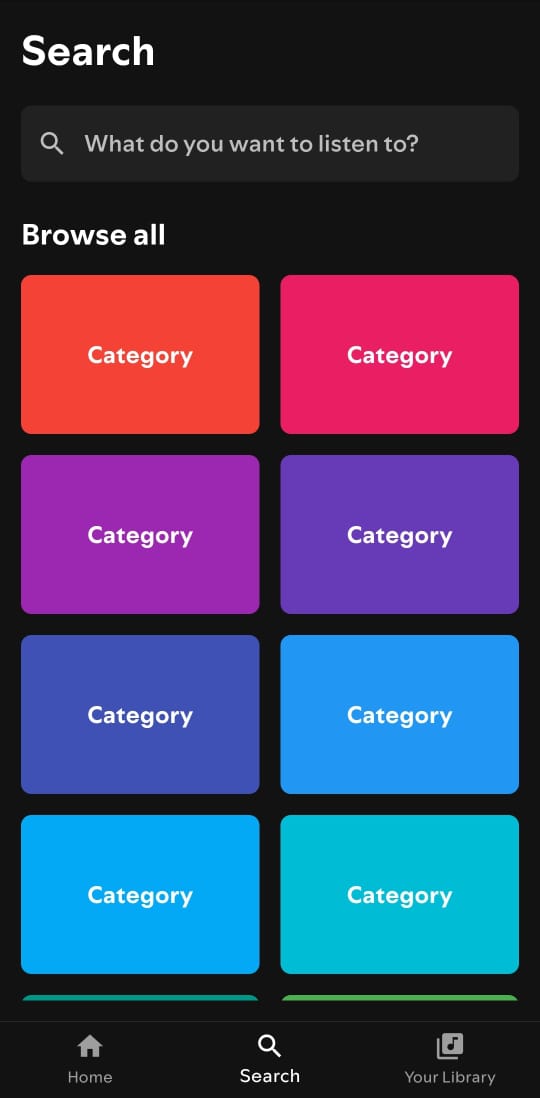 Search
What do you want to listen to?
Browse all
Category Category
Category Category
Category Category
Category Category
Home Search Your Library